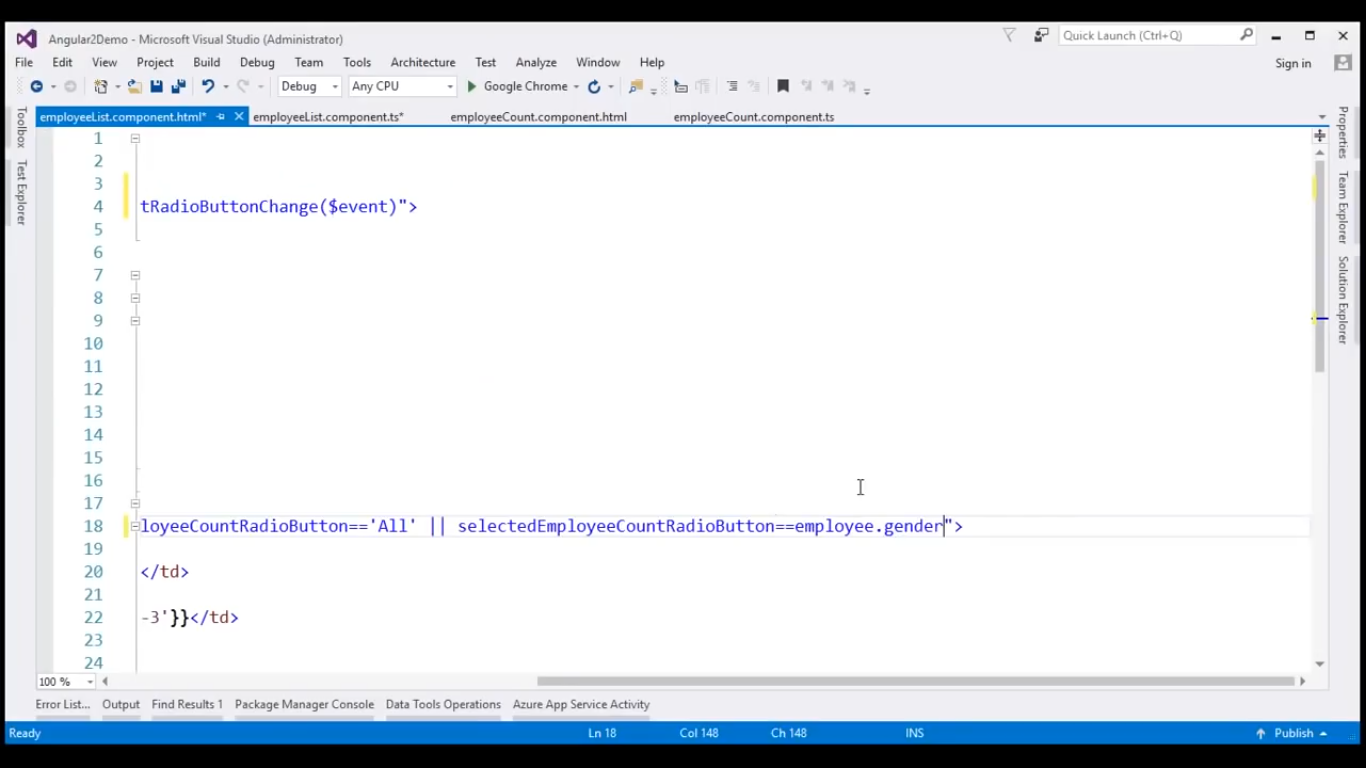 Angular2Demo - Microsoft Visual Studio (Administrator)
Quick Launch (Ctrl+Q)
File Edit View Project Build Debug Team Tools Architecture Test Analyze Window Help
Sign in
Debug Any CPU Google Chrome
employeeList.component.html* employeeList.component.ts* employeeCount.component.html employeeCount.component.ts
Toolbox
Test Explorer
Properties
Team Explorer
Solution Explorer
1
2
3
4 tRadioButtonChange($event)">
5
6
7
8
9
10
11
12
13
14
15
16
17
18 loyeeCountRadioButton=='All' || selectedEmployeeCountRadioButton==employee.gender">
19
20 </td>
21
22 -3'}}</td>
23
24
100 %
Error List... Output Find Results 1 Package Manager Console Data Tools Operations Azure App Service Activity
Ready Ln 18 Col 148 Ch 148 INS Publish